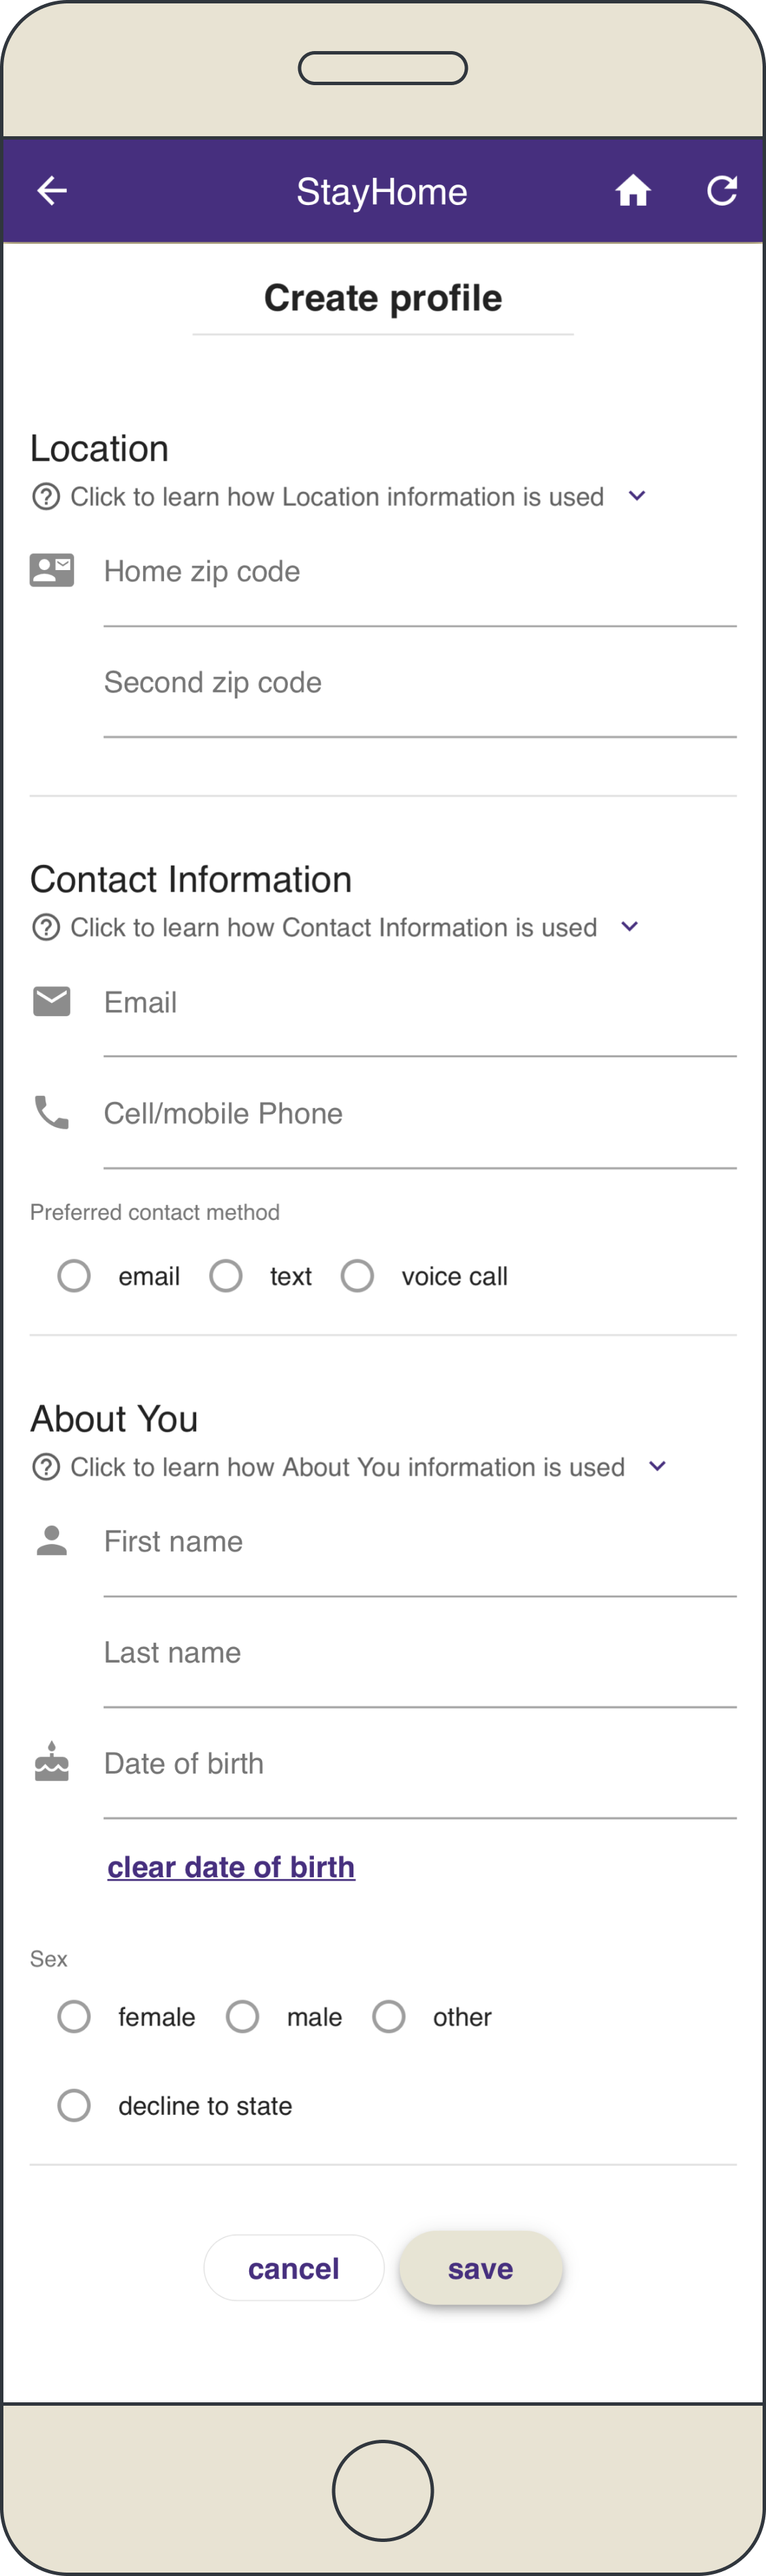 StayHome
Create profile
Location
Click to learn how Location information is used
Home zip code
Second zip code
Contact Information
Click to learn how Contact Information is used
Email
Cell/mobile Phone
Preferred contact method
email text voice call
About You
Click to learn how About You information is used
First name
Last name
Date of birth
clear date of birth
Sex
female male other
decline to state
cancel save